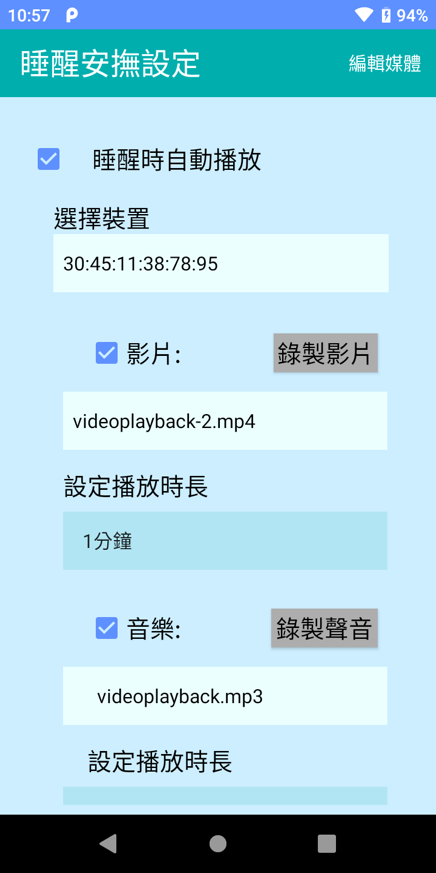 10:57 94%
睡醒安撫設定 編輯媒體
睡醒時自動播放
選擇裝置
30:45:11:38:78:95
影片: 錄製影片
videoplayback-2.mp4
設定播放時長
1分鐘
音樂: 錄製聲音
videoplayback.mp3
設定播放時長